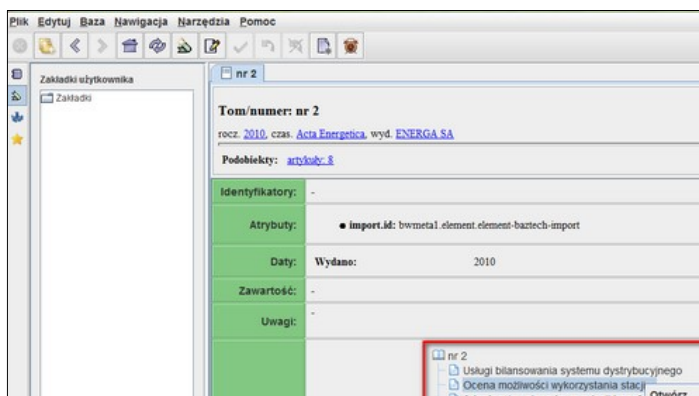 Plik Edytuj Baza Nawigacja Narzędzia Pomoc
Zakładki użytkownika
Zakładki
nr 2
Tom/numer: nr 2
rocz. 2010, czas. Acta Energetica, wyd. ENERGA SA
Podobiekty: artykuły: 8
Identyfikatory: -
Atrybuty: import.id: bwmeta1.element.element-baztech-import
Daty: Wydano: 2010
Zawartość: -
Uwagi: -
nr 2
Usługi bilansowania systemu dystrybucyjnego
Ocena możliwości wykorzystania stacji
Otwórz